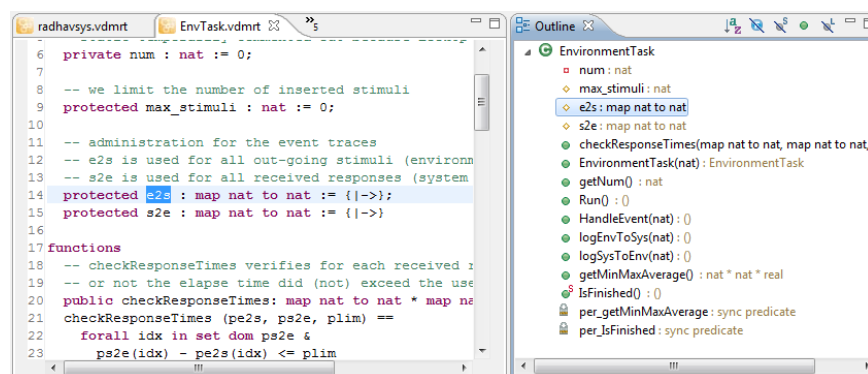 radhavsys.vdmrt
EnvTask.vdmrt
»5
6 private num : nat := 0;
7
8 -- we limit the number of inserted stimuli
9 protected max_stimuli : nat := 0;
10
11 -- administration for the event traces
12 -- e2s is used for all out-going stimuli (environm
13 -- s2e is used for all received responses (system
14 protected e2s : map nat to nat := {|->};
15 protected s2e : map nat to nat := {|->}
16
17 functions
18 -- checkResponseTimes verifies for each received r
19 -- or not the elapse time did (not) exceed the use
20 public checkResponseTimes: map nat to nat * map na
21 checkResponseTimes (pe2s, ps2e, plim) ==
22 forall idx in set dom ps2e &
23 ps2e(idx) - pe2s(idx) <= plim
Outline
EnvironmentTask
num : nat
max_stimuli : nat
e2s : map nat to nat
s2e : map nat to nat
checkResponseTimes(map nat to nat, map nat to nat,
EnvironmentTask(nat) : EnvironmentTask
getNum() : nat
Run() : ()
HandleEvent(nat) : ()
logEnvToSys(nat) : ()
logSysToEnv(nat) : ()
getMinMaxAverage() : nat * nat * real
IsFinished() : ()
per_getMinMaxAverage : sync predicate
per_IsFinished : sync predicate